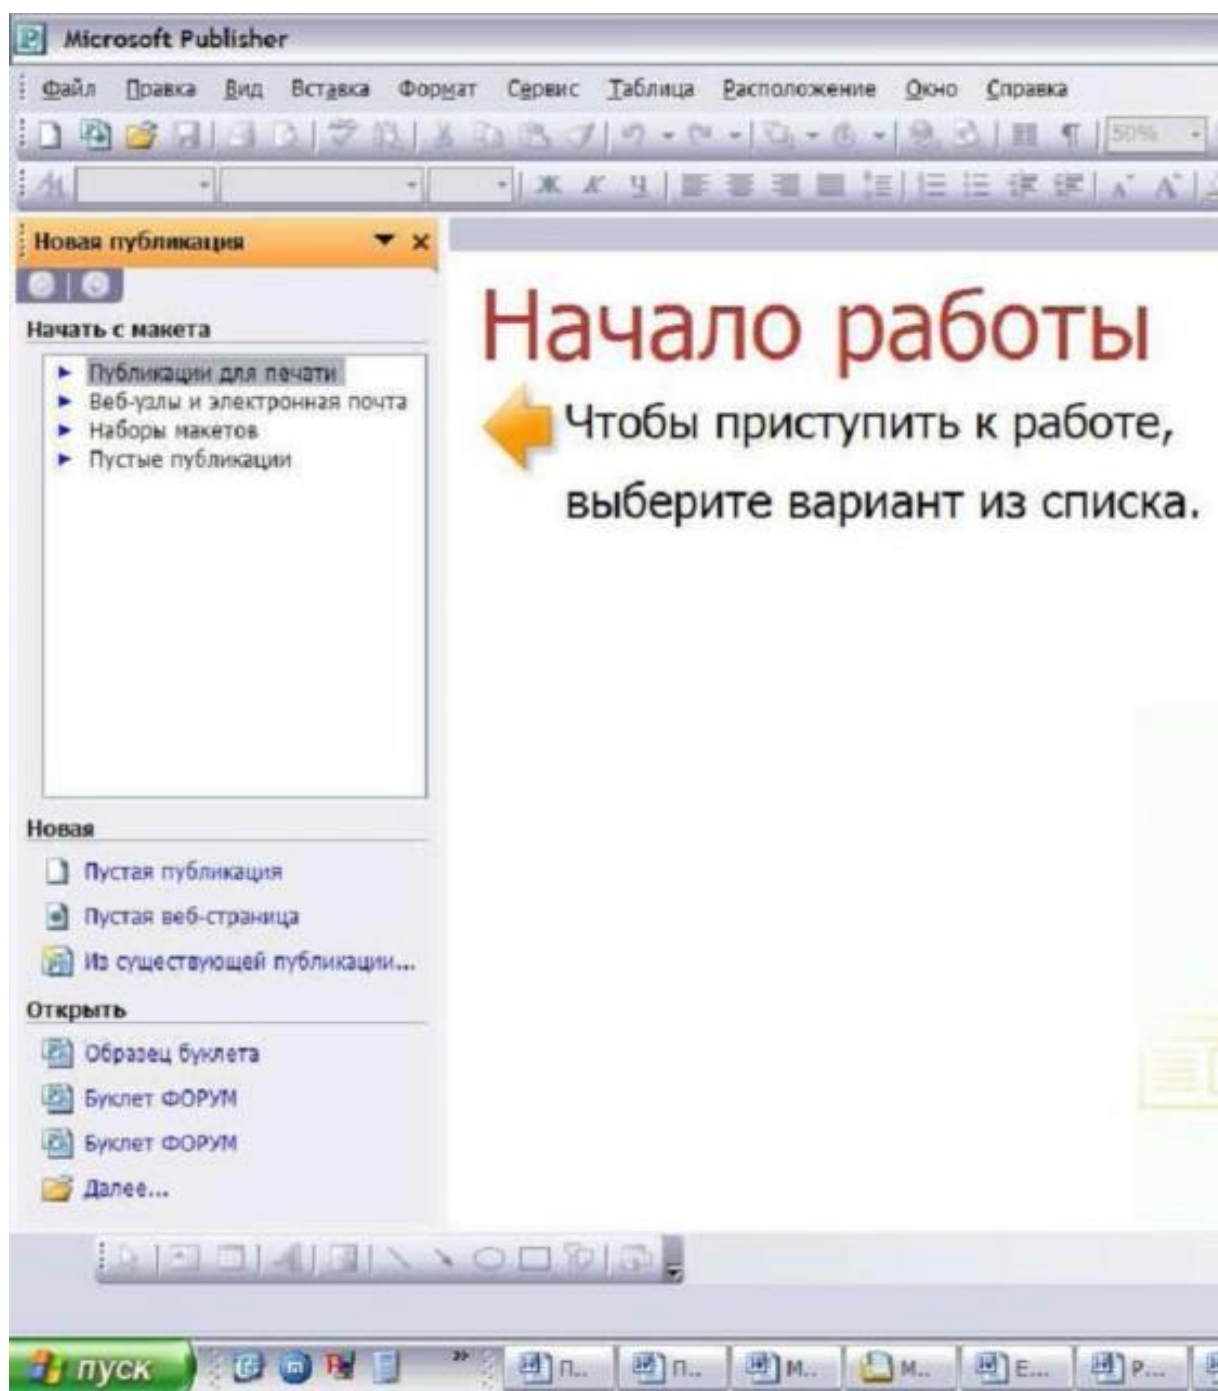 Microsoft Publisher
Файл Правка Вид Вставка Формат Сервис Таблица Расположение Окно Справка
50%
Ж К Ч
Новая публикация
Начать с макета
Публикации для печати
Веб-узлы и электронная почта
Наборы макетов
Пустые публикации
Начало работы
Чтобы приступить к работе,
выберите вариант из списка.
Новая
Пустая публикация
Пустая веб-страница
Из существующей публикации...
Открыть
Образец буклета
Буклет ФОРУМ
Буклет ФОРУМ
Далее...
пуск П... П... М... М... Е... Р...